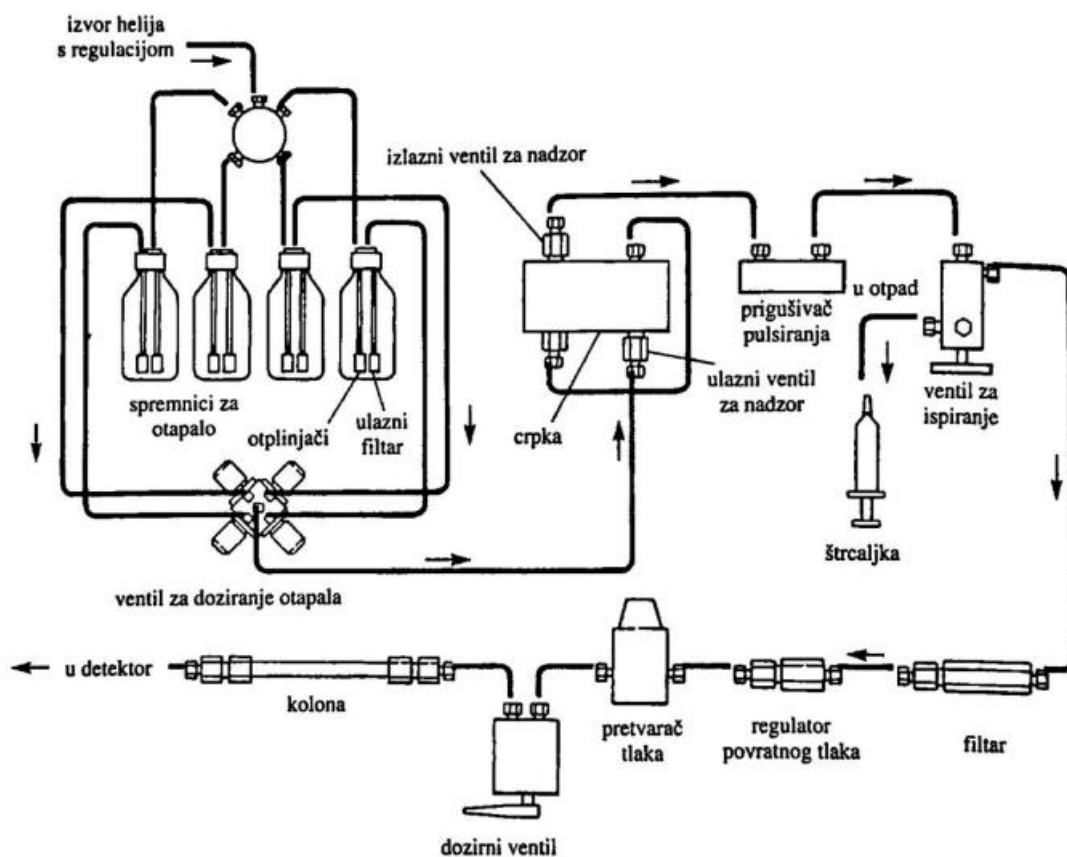 izvor helija
s regulacijom
izlazni ventil za nadzor
u otpad
prigušivač
pulsiranja
ulazni ventil
za nadzor
ventil za
ispiranje
spremnici za
otapalo
otplinjači
ulazni
filtar
crpka
štrcaljka
ventil za doziranje otapala
u detektor
kolona
pretvarač
tlaka
regulator
povratnog tlaka
filtar
dozirni ventil